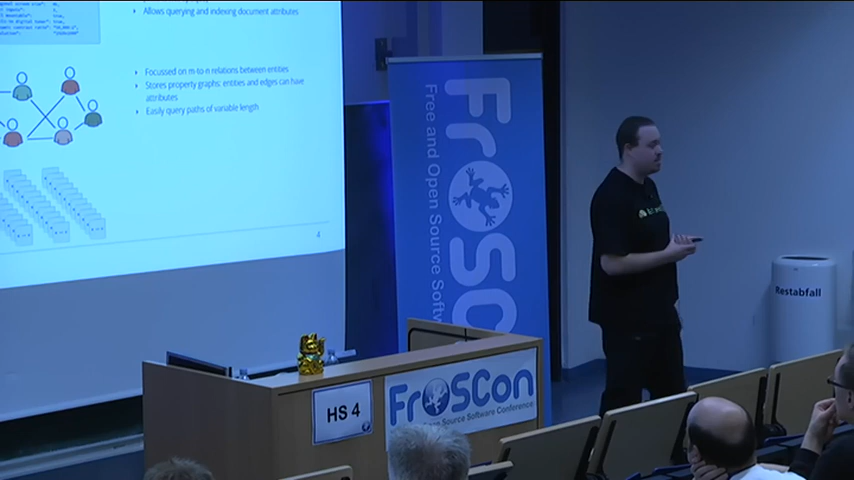 › Allows querying and indexing document attributes
› Focussed on m-to-n relations between entities
› Stores property graphs: entities and edges can have
attributes
› Easily query paths of variable length
4
FrOSC
Free and Open Source Softw
Restabfall
HS 4
FrOSCon
Open Source Software Conference